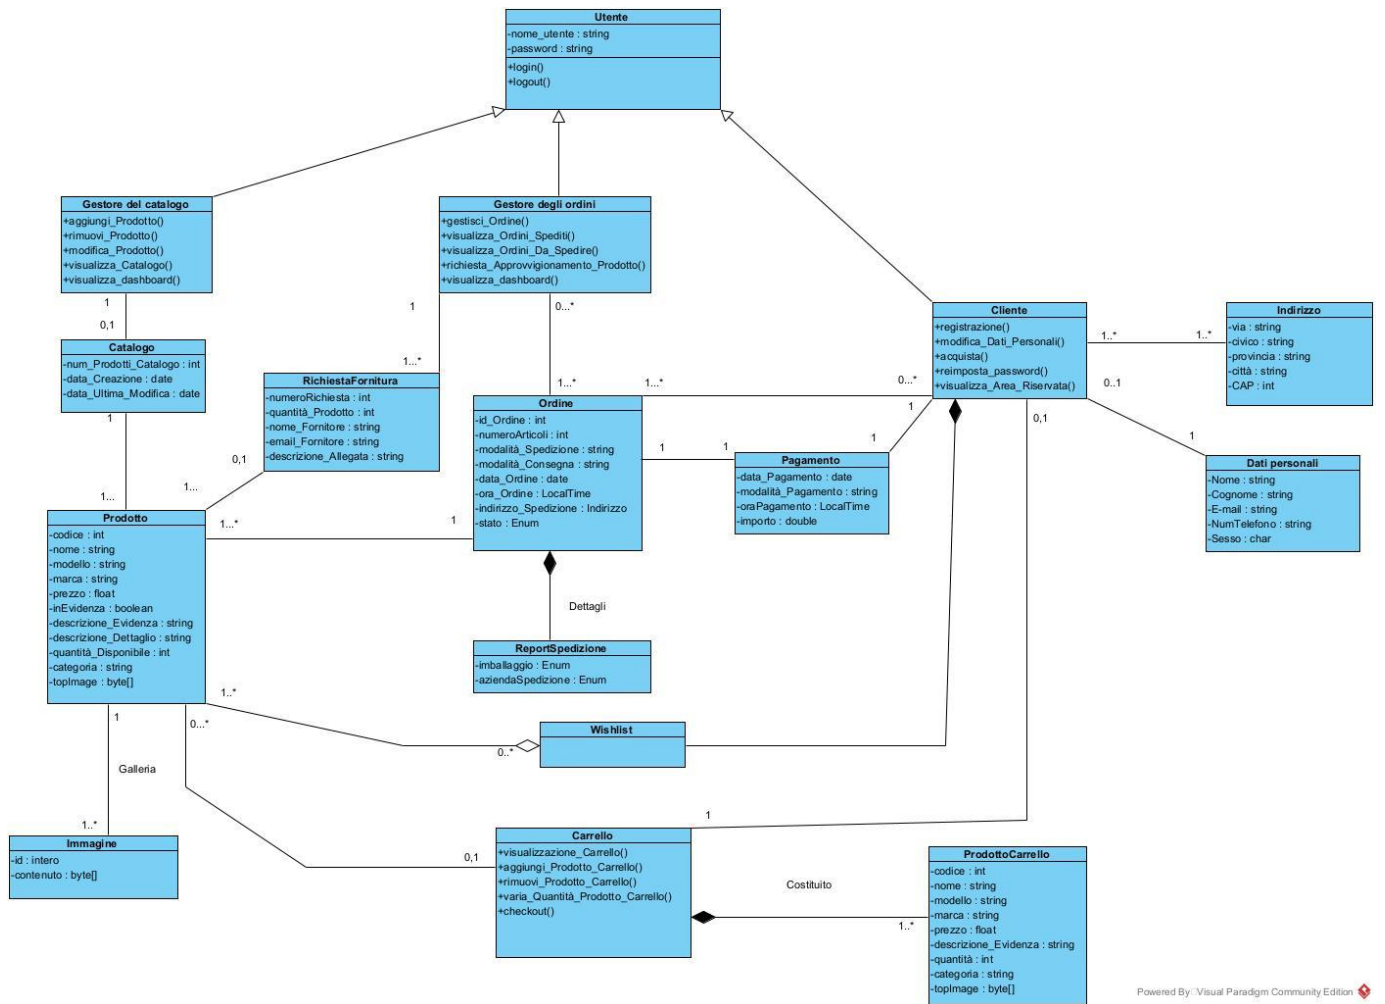 Utente
-nome_utente : string
-password : string
+login()
+logout()
Gestore del catalogo
+aggiungi_Prodotto()
+rimuovi_Prodotto()
+modifica_Prodotto()
+visualizza_Catalogo()
+visualizza_dashboard()
Gestore degli ordini
+gestisci_Ordine()
+visualizza_Ordini_Spediti()
+visualizza_Ordini_Da_Spedire()
+richiesta_Approvvigionamento_Prodotto()
+visualizza_dashboard()
1
0,1
1
0...*
Cliente
+registrazione()
+modifica_Dati_Personali()
+acquista()
+reimposta_password()
+visualizza_Area_Riservata()
1..*
1..*
Indirizzo
-via : string
-civico : string
-provincia : string
-città : string
-CAP : int
Catalogo
-num_Prodotti_Catalogo : int
-data_Creazione : date
-data_Ultima_Modifica : date
1
1...*
RichiestaFornitura
-numeroRichiesta : int
-quantità_Prodotto : int
-nome_Fornitore : string
-email_Fornitore : string
-descrizione_Allegata : string
1...*
1...*
0...*
0...1
0,1
1
1
1
Ordine
-id_Ordine : int
-numeroArticoli : int
-modalità_Spedizione : string
-modalità_Consegna : string
-data_Ordine : date
-ora_Ordine : LocalTime
-indirizzo_Spedizione : Indirizzo
-stato : Enum
1
1
Pagamento
-data_Pagamento : date
-modalità_Pagamento : string
-oraPagamento : LocalTime
-importo : double
Dati personali
-Nome : string
-Cognome : string
-E-mail : string
-NumTelefono : string
-Sesso : char
0,1
1...
1...
Prodotto
-codice : int
-nome : string
-modello : string
-marca : string
-prezzo : float
-inEvidenza : boolean
-descrizione_Evidenza : string
-descrizione_Dettaglio : string
-quantità_Disponibile : int
-categoria : string
-topImage : byte[]
1...*
1
Dettagli
ReportSpedizione
-imballaggio : Enum
-aziendaSpedizione : Enum
1..*
0..*
Wishlist
1
0...*
Galleria
1..*
Immagine
-id : intero
-contenuto : byte[]
0,1
1
Carrello
+visualizzazione_Carrello()
+aggiungi_Prodotto_Carrello()
+rimuovi_Prodotto_Carrello()
+varia_Quantità_Prodotto_Carrello()
+checkout()
Costituito
1..*
ProdottoCarrello
-codice : int
-nome : string
-modello : string
-marca : string
-prezzo : float
-descrizione_Evidenza : string
-quantità : int
-categoria : string
-topImage : byte[]
Powered By Visual Paradigm Community Edition